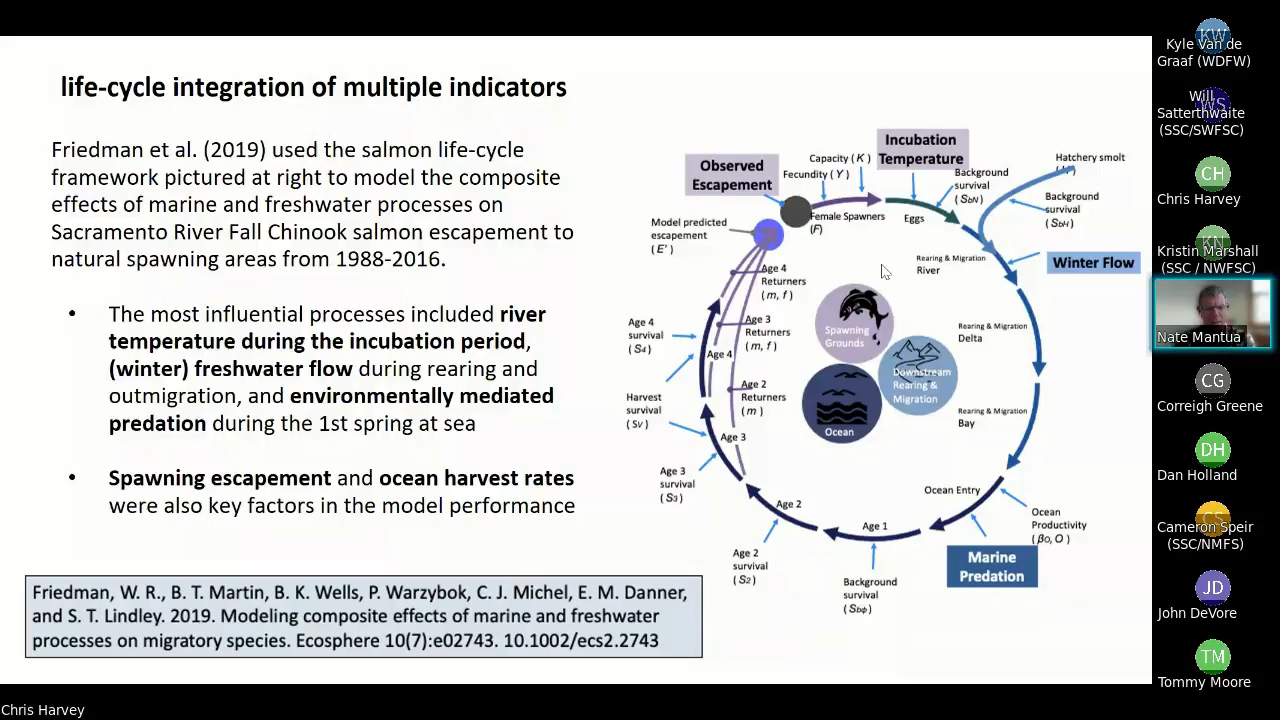 life-cycle integration of multiple indicators
Friedman et al. (2019) used the salmon life-cycle
framework pictured at right to model the composite
effects of marine and freshwater processes on
Sacramento River Fall Chinook salmon escapement to
natural spawning areas from 1988-2016.
• The most influential processes included river
temperature during the incubation period,
(winter) freshwater flow during rearing and
outmigration, and environmentally mediated
predation during the 1st spring at sea
• Spawning escapement and ocean harvest rates
were also key factors in the model performance
Friedman, W. R., B. T. Martin, B. K. Wells, P. Warzybok, C. J. Michel, E. M. Danner,
and S. T. Lindley. 2019. Modeling composite effects of marine and freshwater
processes on migratory species. Ecosphere 10(7):e02743. 10.1002/ecs2.2743
Observed
Escapement
Capacity (K)
Fecundity (Y)
Incubation
Temperature
Background
survival
(SbN)
Hatchery smolt
Background
survival
(SbH)
Model predicted
escapement
(E')
Female Spawners
(F)
Eggs
Winter Flow
Rearing & Migration
River
Age 4
Returners
(m, f)
Age 3
Returners
(m, f)
Age 2
Returners
(m)
Spawning
Grounds
Downstream
Rearing &
Migration
Ocean
Rearing & Migration
Delta
Rearing & Migration
Bay
Age 4
survival
(S4)
Age 4
Harvest
survival
(Sv)
Age 3
Age 3
survival
(S3)
Age 2
Age 2
survival
(S2)
Age 1
Background
survival
(Sbφ)
Ocean Entry
Ocean
Productivity
(βo, O)
Marine
Predation
KW
Kyle Van de
Graaf (WDFW)
WS
Will
Satterthwaite
(SSC/SWFSC)
CH
Chris Harvey
KN
Kristin Marshall
(SSC / NWFSC)
Nate Mantua
CG
Correigh Greene
DH
Dan Holland
CS
Cameron Speir
(SSC/NMFS)
JD
John DeVore
TM
Tommy Moore
Chris Harvey